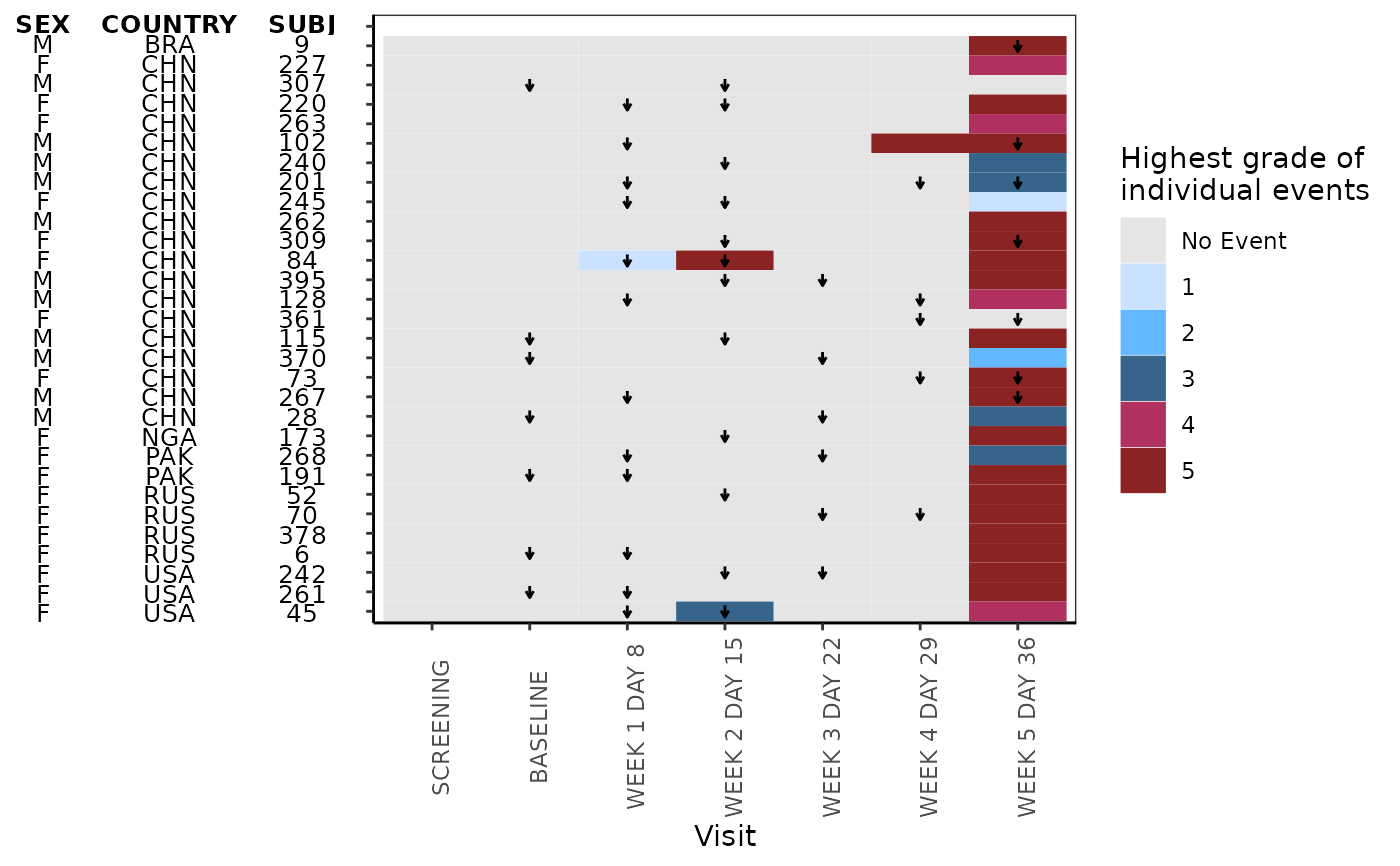 SEX COUNTRY SUBJ
M BRA 9
F CHN 227
M CHN 307
F CHN 220
F CHN 263
M CHN 102
M CHN 240
M CHN 201
F CHN 245
M CHN 262
F CHN 309
F CHN 84
M CHN 395
M CHN 128
F CHN 361
M CHN 115
M CHN 370
F CHN 73
M CHN 267
M CHN 28
F NGA 173
F PAK 268
F PAK 191
F RUS 52
F RUS 70
F RUS 378
F RUS 6
F USA 242
F USA 261
F USA 45
SCREENING
BASELINE
WEEK 1 DAY 8
WEEK 2 DAY 15
WEEK 3 DAY 22
WEEK 4 DAY 29
WEEK 5 DAY 36
Visit
Highest grade of
individual events
No Event
1
2
3
4
5